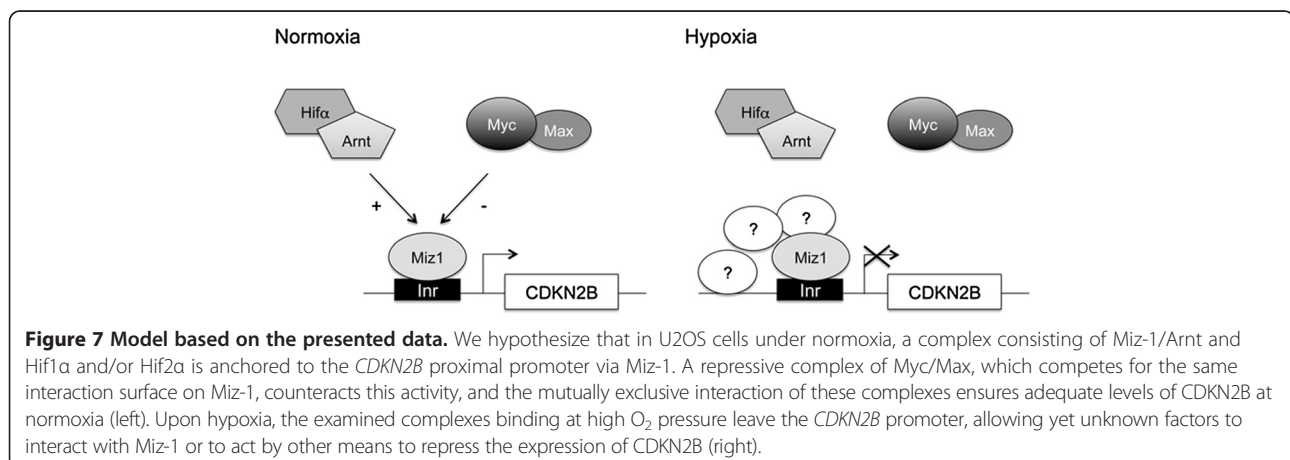 Normoxia
Hypoxia
Hifα
Arnt
Myc
Max
Hifα
Arnt
Myc
Max
+
-
Miz1
Inr
CDKN2B
?
?
?
Miz1
Inr
CDKN2B
Figure 7 Model based on the presented data. We hypothesize that in U2OS cells under normoxia, a complex consisting of Miz-1/Arnt and
Hif1α and/or Hif2α is anchored to the CDKN2B proximal promoter via Miz-1. A repressive complex of Myc/Max, which competes for the same
interaction surface on Miz-1, counteracts this activity, and the mutually exclusive interaction of these complexes ensures adequate levels of CDKN2B at
normoxia (left). Upon hypoxia, the examined complexes binding at high O2 pressure leave the CDKN2B promoter, allowing yet unknown factors to
interact with Miz-1 or to act by other means to repress the expression of CDKN2B (right).